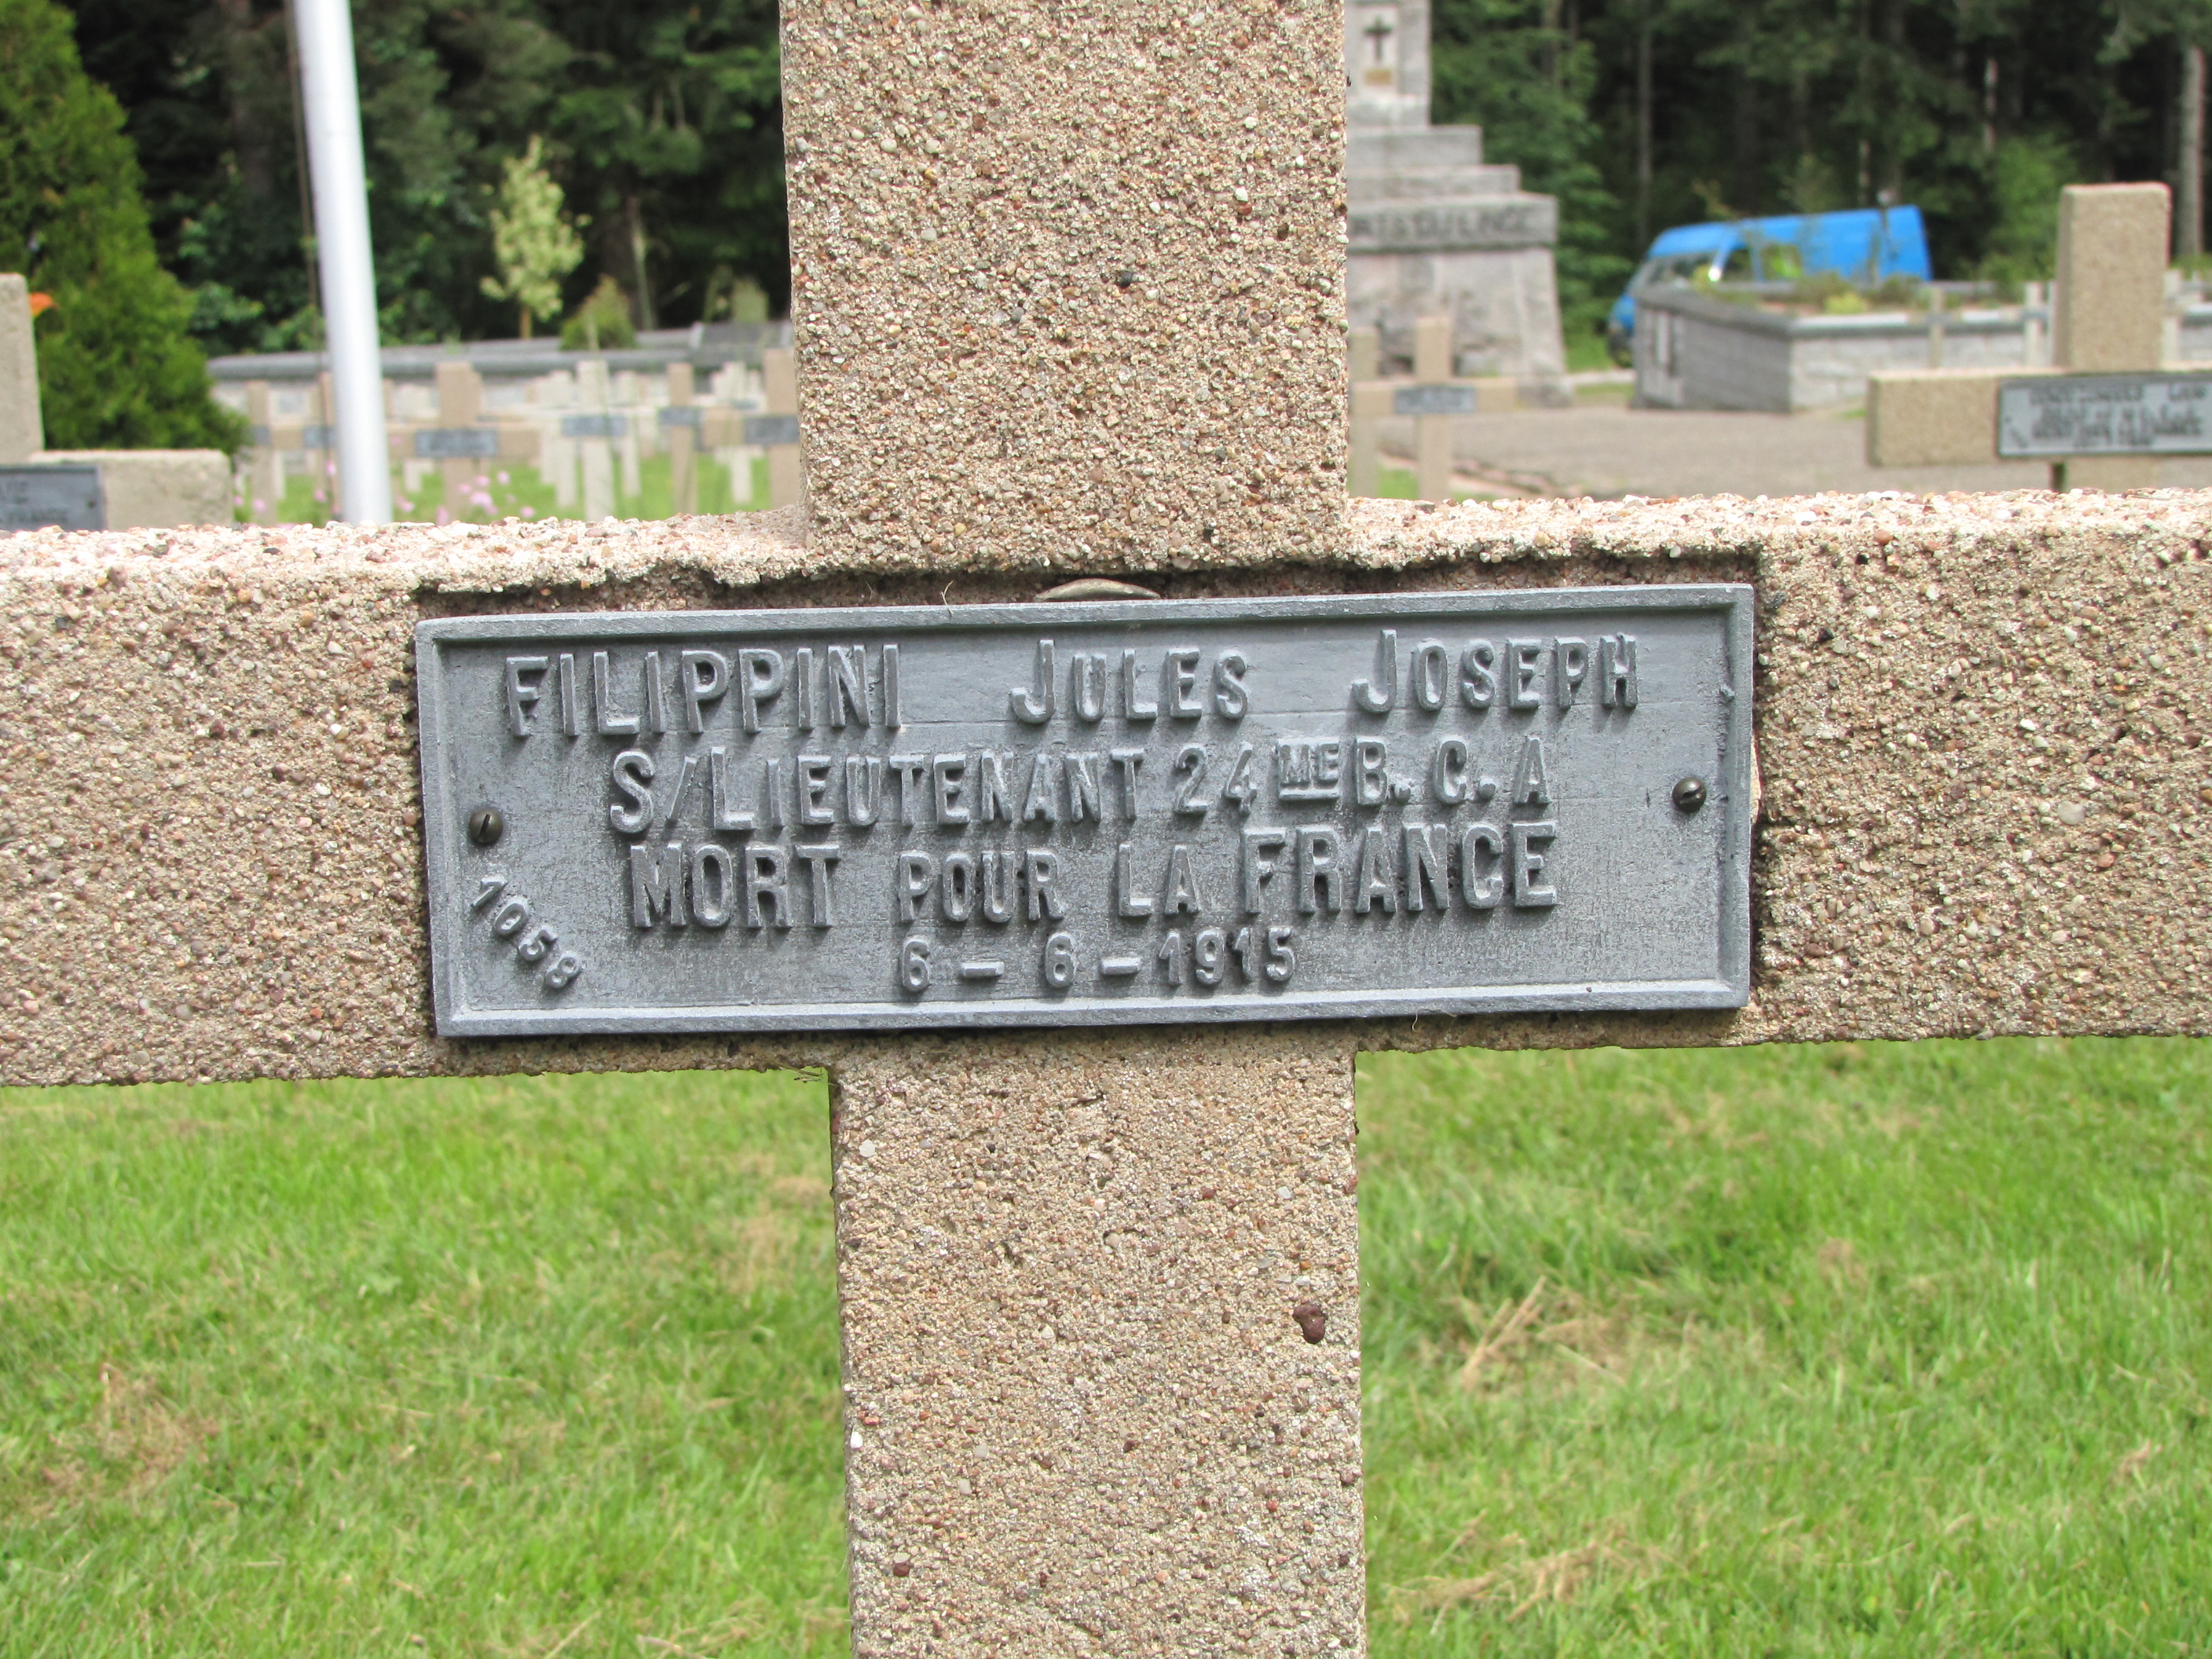 FILIPPINI JULES JOSEPH
S/LIEUTENANT 24ME B. C. A
MORT POUR LA FRANCE
6 - 6 - 1915
1058